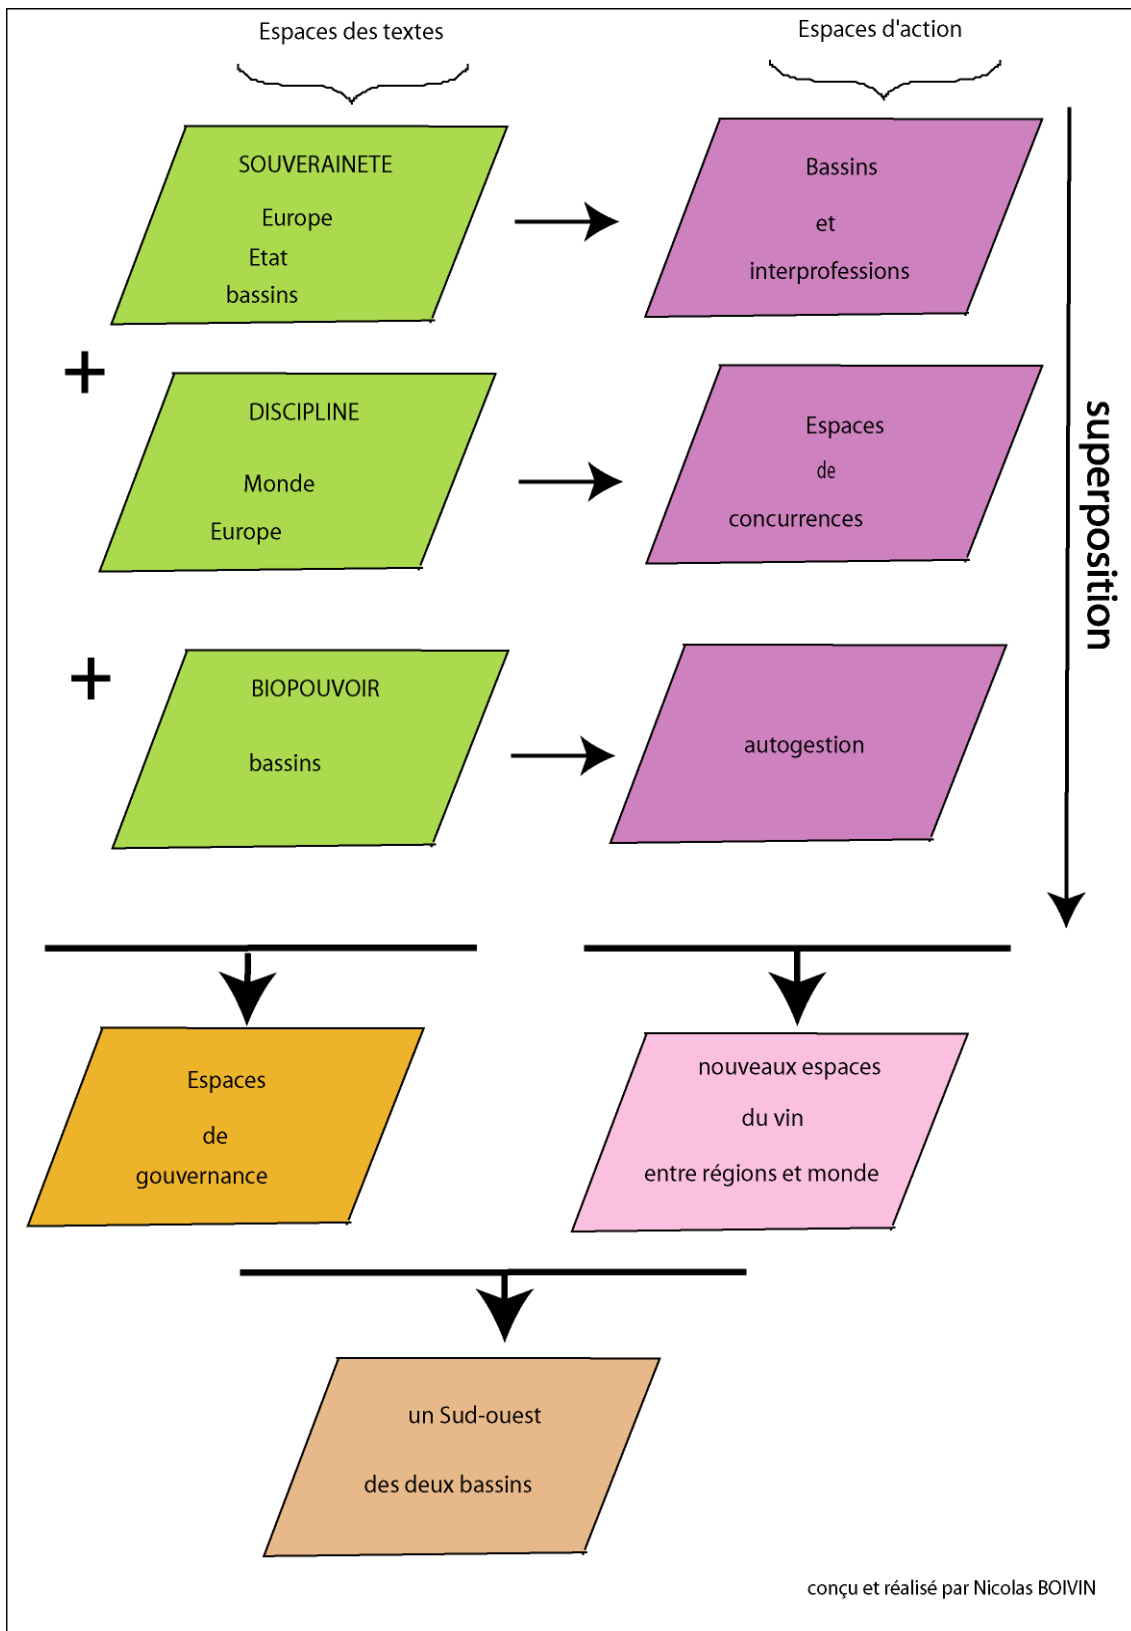 Espaces des textes
Espaces d'action
SOUVERAINETE
Europe
Etat
bassins
Bassins
et
interprofessions
+
DISCIPLINE
Monde
Europe
Espaces
de
concurrences
superposition
+
BIOPOUVOIR
bassins
autogestion
Espaces
de
gouvernance
nouveaux espaces
du vin
entre régions et monde
un Sud-ouest
des deux bassins
conçu et réalisé par Nicolas BOIVIN